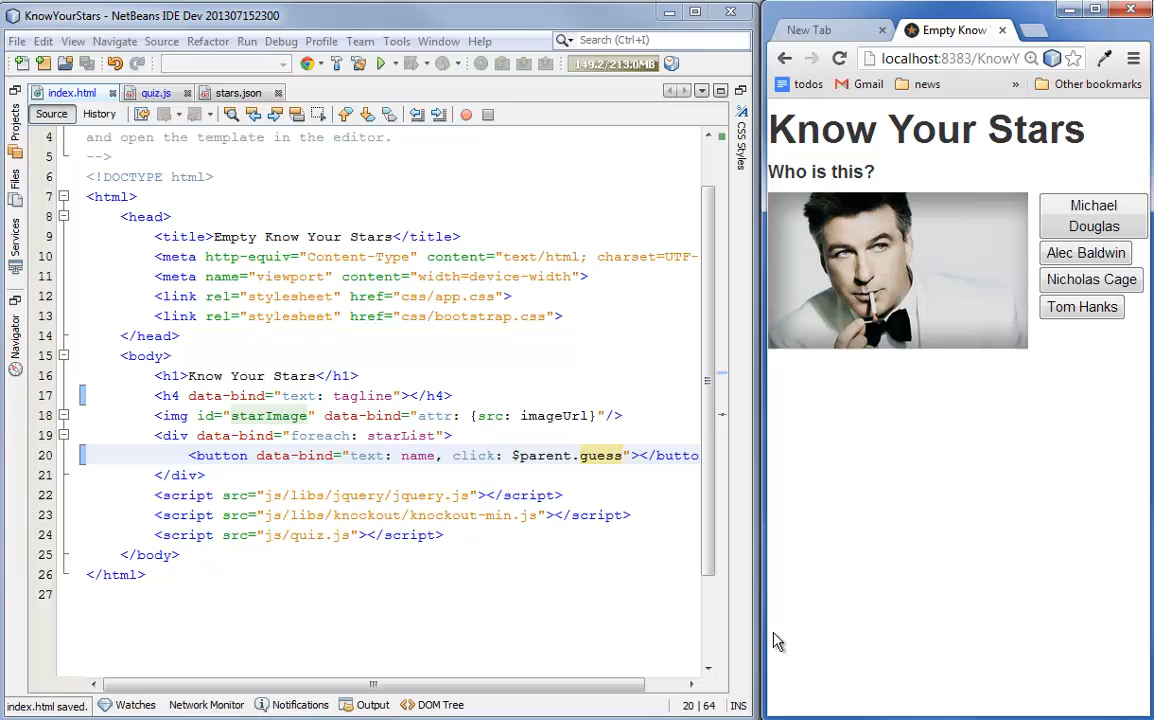 KnowYourStars - NetBeans IDE Dev 201307152300
File Edit View Navigate Source Refactor Run Debug Profile Team Tools Window Help
Search (Ctrl+I)
149.2/213.0MB
index.html
quiz.js
stars.json
Source
History
Projects
Files
Services
Navigator
CSS Styles
4 and open the template in the editor.
5 -->
6 <!DOCTYPE html>
7 <html>
8 <head>
9 <title>Empty Know Your Stars</title>
10 <meta http-equiv="Content-Type" content="text/html; charset=UTF-
11 <meta name="viewport" content="width=device-width">
12 <link rel="stylesheet" href="css/app.css">
13 <link rel="stylesheet" href="css/bootstrap.css">
14 </head>
15 <body>
16 <h1>Know Your Stars</h1>
17 <h4 data-bind="text: tagline"></h4>
18 <img id="starImage" data-bind="attr: {src: imageUrl}"/>
19 <div data-bind="foreach: starList">
20 <button data-bind="text: name, click: $parent.guess"></butto
21 </div>
22 <script src="js/libs/jquery/jquery.js"></script>
23 <script src="js/libs/knockout/knockout-min.js"></script>
24 <script src="js/quiz.js"></script>
25 </body>
26 </html>
27
index.html saved.
Watches
Network Monitor
Notifications
Output
DOM Tree
20 | 64
INS
New Tab
Empty Know
localhost:8383/KnowY
todos
Gmail
news
»
Other bookmarks
Know Your Stars
Who is this?
Michael
Douglas
Alec Baldwin
Nicholas Cage
Tom Hanks